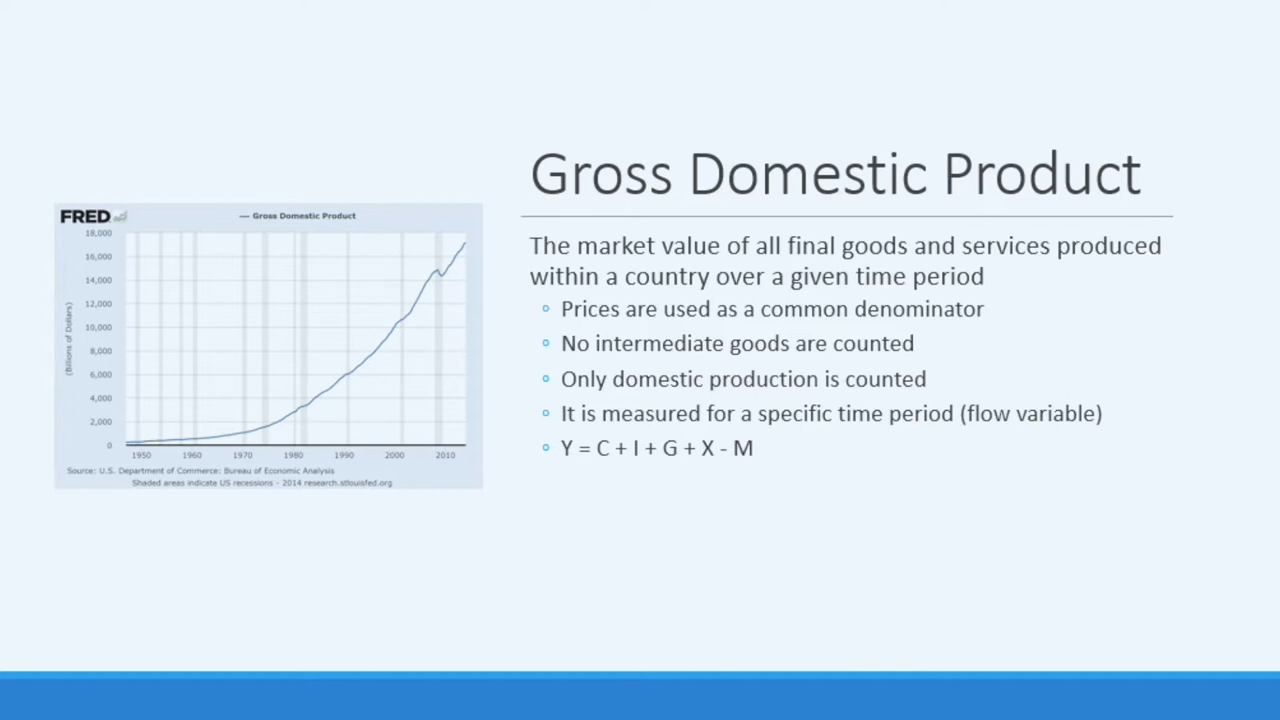 Gross Domestic Product
The market value of all final goods and services produced
within a country over a given time period
Prices are used as a common denominator
No intermediate goods are counted
Only domestic production is counted
It is measured for a specific time period (flow variable)
Y = C + I + G + X - M
FRED
— Gross Domestic Product
18,000
16,000
14,000
12,000
10,000
8,000
6,000
4,000
2,000
0
(Billions of Dollars)
1950 1960 1970 1980 1990 2000 2010
Source: U.S. Department of Commerce: Bureau of Economic Analysis
Shaded areas indicate US recessions - 2014 research.stlouisfed.org